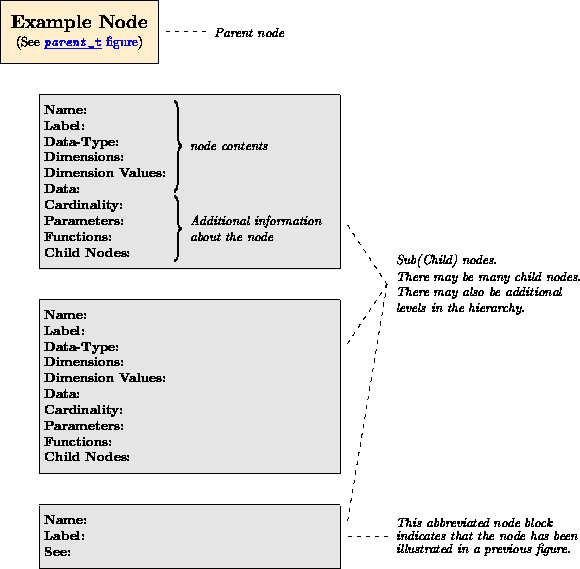 Example Node
(See parent_t figure)
Parent node
Name:
Label:
Data-Type:
Dimensions:
Dimension Values:
Data:
node contents
Cardinality:
Parameters:
Functions:
Child Nodes:
Additional information
about the node
Sub(Child) nodes.
There may be many child nodes.
There may also be additional
levels in the hierarchy.
Name:
Label:
Data-Type:
Dimensions:
Dimension Values:
Data:
Cardinality:
Parameters:
Functions:
Child Nodes:
Name:
Label:
See:
This abbreviated node block
indicates that the node has been
illustrated in a previous figure.